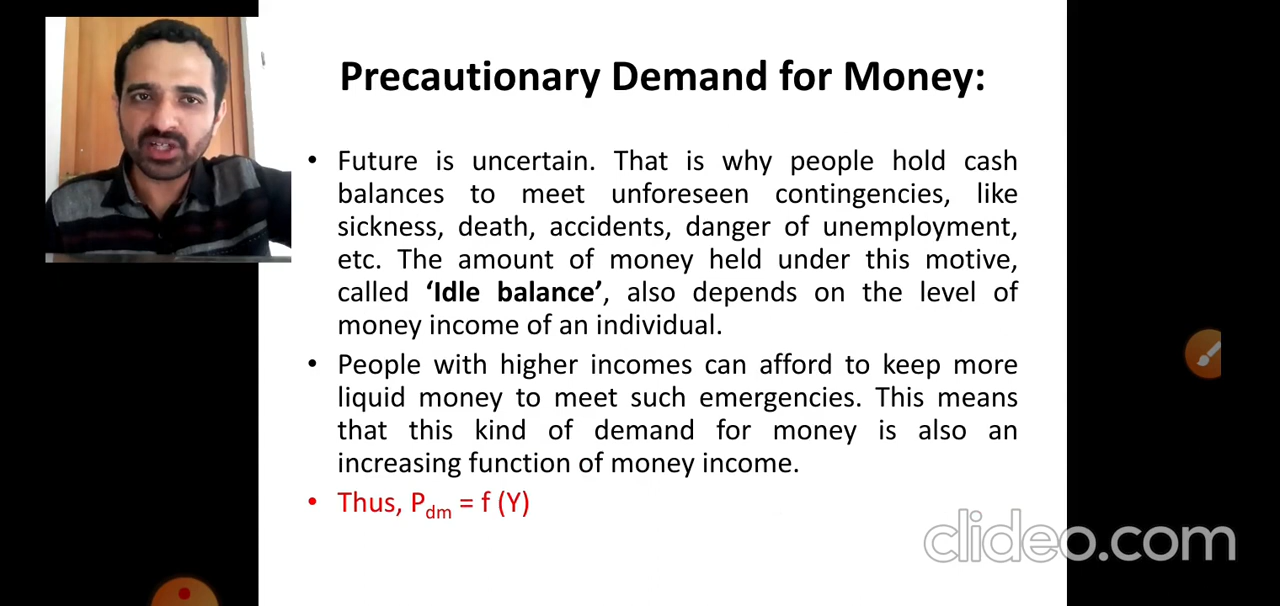 Precautionary Demand for Money:
• Future is uncertain. That is why people hold cash
balances to meet unforeseen contingencies, like
sickness, death, accidents, danger of unemployment,
etc. The amount of money held under this motive,
called ‘Idle balance’, also depends on the level of
money income of an individual.
• People with higher incomes can afford to keep more
liquid money to meet such emergencies. This means
that this kind of demand for money is also an
increasing function of money income.
• Thus, Pdm = f (Y)
clideo.com